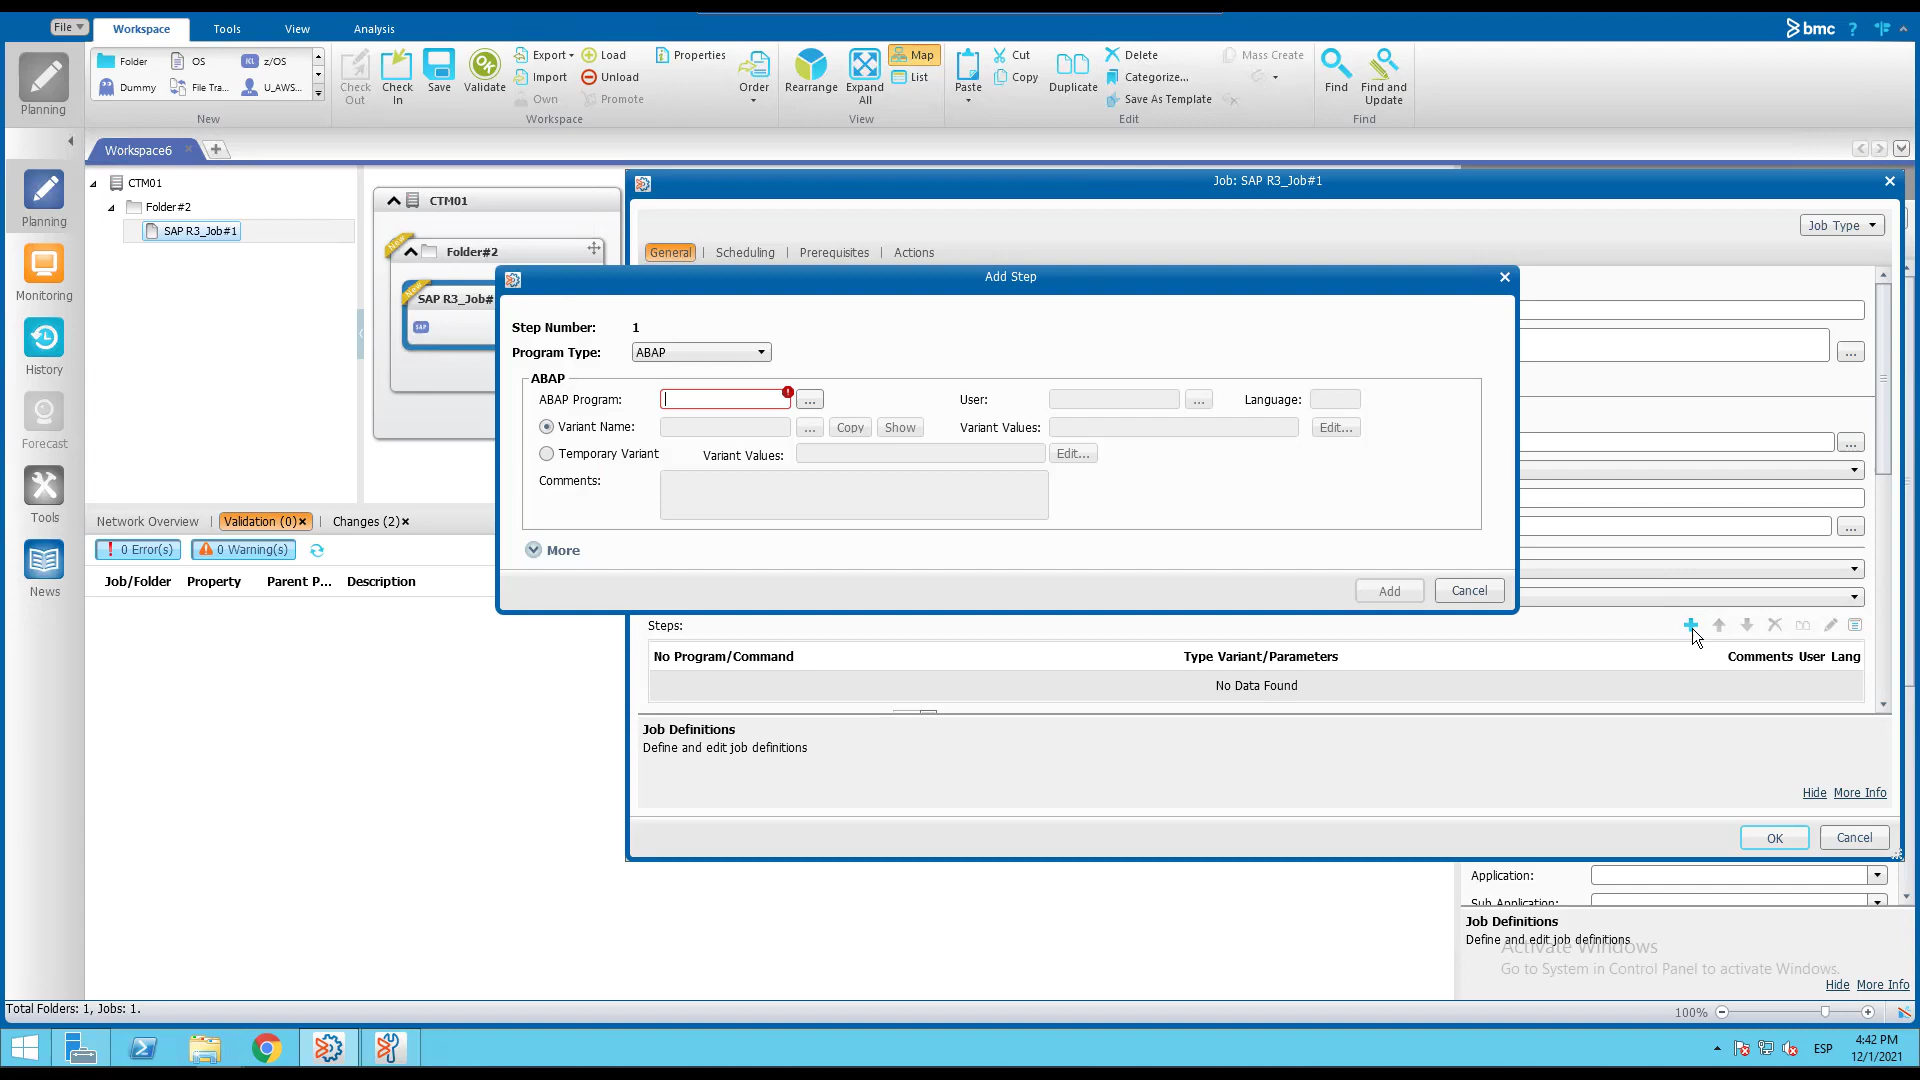 File
Workspace
Tools
View
Analysis
bmc
?
Planning
Folder
OS
z/OS
Dummy
File Tra...
U_AWS...
New
Check Out
Check In
Save
Validate
Export
Import
Own
Load
Unload
Promote
Properties
Workspace
Order
Rearrange
Expand All
Map
List
View
Paste
Cut
Copy
Duplicate
Delete
Categorize...
Save As Template
Mass Create
Edit
Find
Find and Update
Find
Workspace6
Planning
Monitoring
History
Forecast
Tools
News
CTM01
Folder#2
SAP R3_Job#1
CTM01
New
Folder#2
New
SAP R3_Job#
SAP
Job: SAP R3_Job#1
Job Type
General | Scheduling | Prerequisites | Actions
Add Step
Step Number: 1
Program Type: ABAP
ABAP
ABAP Program:
...
User:
...
Language:
Variant Name:
...
Copy
Show
Variant Values:
Edit...
Temporary Variant
Variant Values:
Edit...
Comments:
More
Add
Cancel
...
...
...
Network Overview | Validation (0) | Changes (2)
0 Error(s)
0 Warning(s)
Job/Folder Property Parent P... Description
Steps:
No Program/Command Type Variant/Parameters Comments User Lang
No Data Found
Job Definitions
Define and edit job definitions
Hide More Info
OK
Cancel
Application:
Sub Application:
Job Definitions
Define and edit job definitions
Activate Windows
Go to System in Control Panel to activate Windows.
Hide More Info
Total Folders: 1, Jobs: 1.
100%
ESP
4:42 PM
12/1/2021